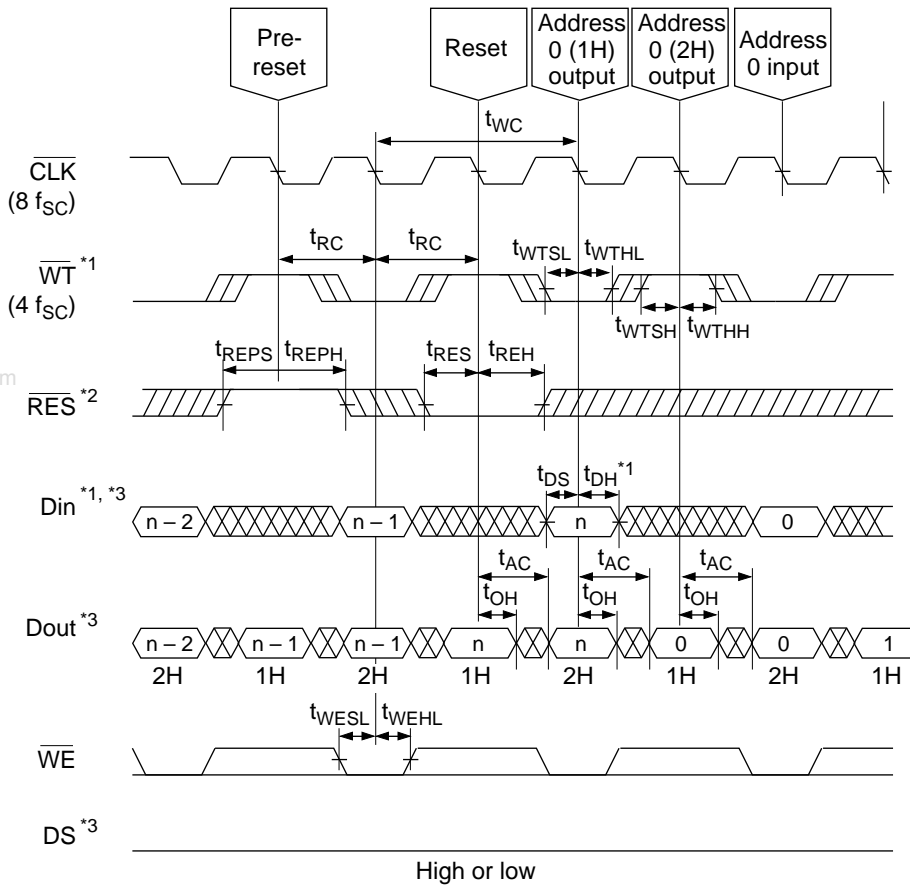 Pre-
reset
Reset
Address
0 (1H)
output
Address
0 (2H)
output
Address
0 input
tWC
CLK
(8 fSC)
tRC tRC tWTSL tWTHL
WT *1
(4 fSC)
tWTSH tWTHH
tREPS tREPH tRES tREH
m
RES *2
tDS tDH*1
Din *1, *3
n – 2 n – 1 n 0
tAC tAC tAC
tOH tOH tOH
Dout *3
n – 2 n – 1 n – 1 n n 0 0 1
2H 1H 2H 1H 2H 1H 2H 1H
tWESL tWEHL
WE
DS *3
High or low